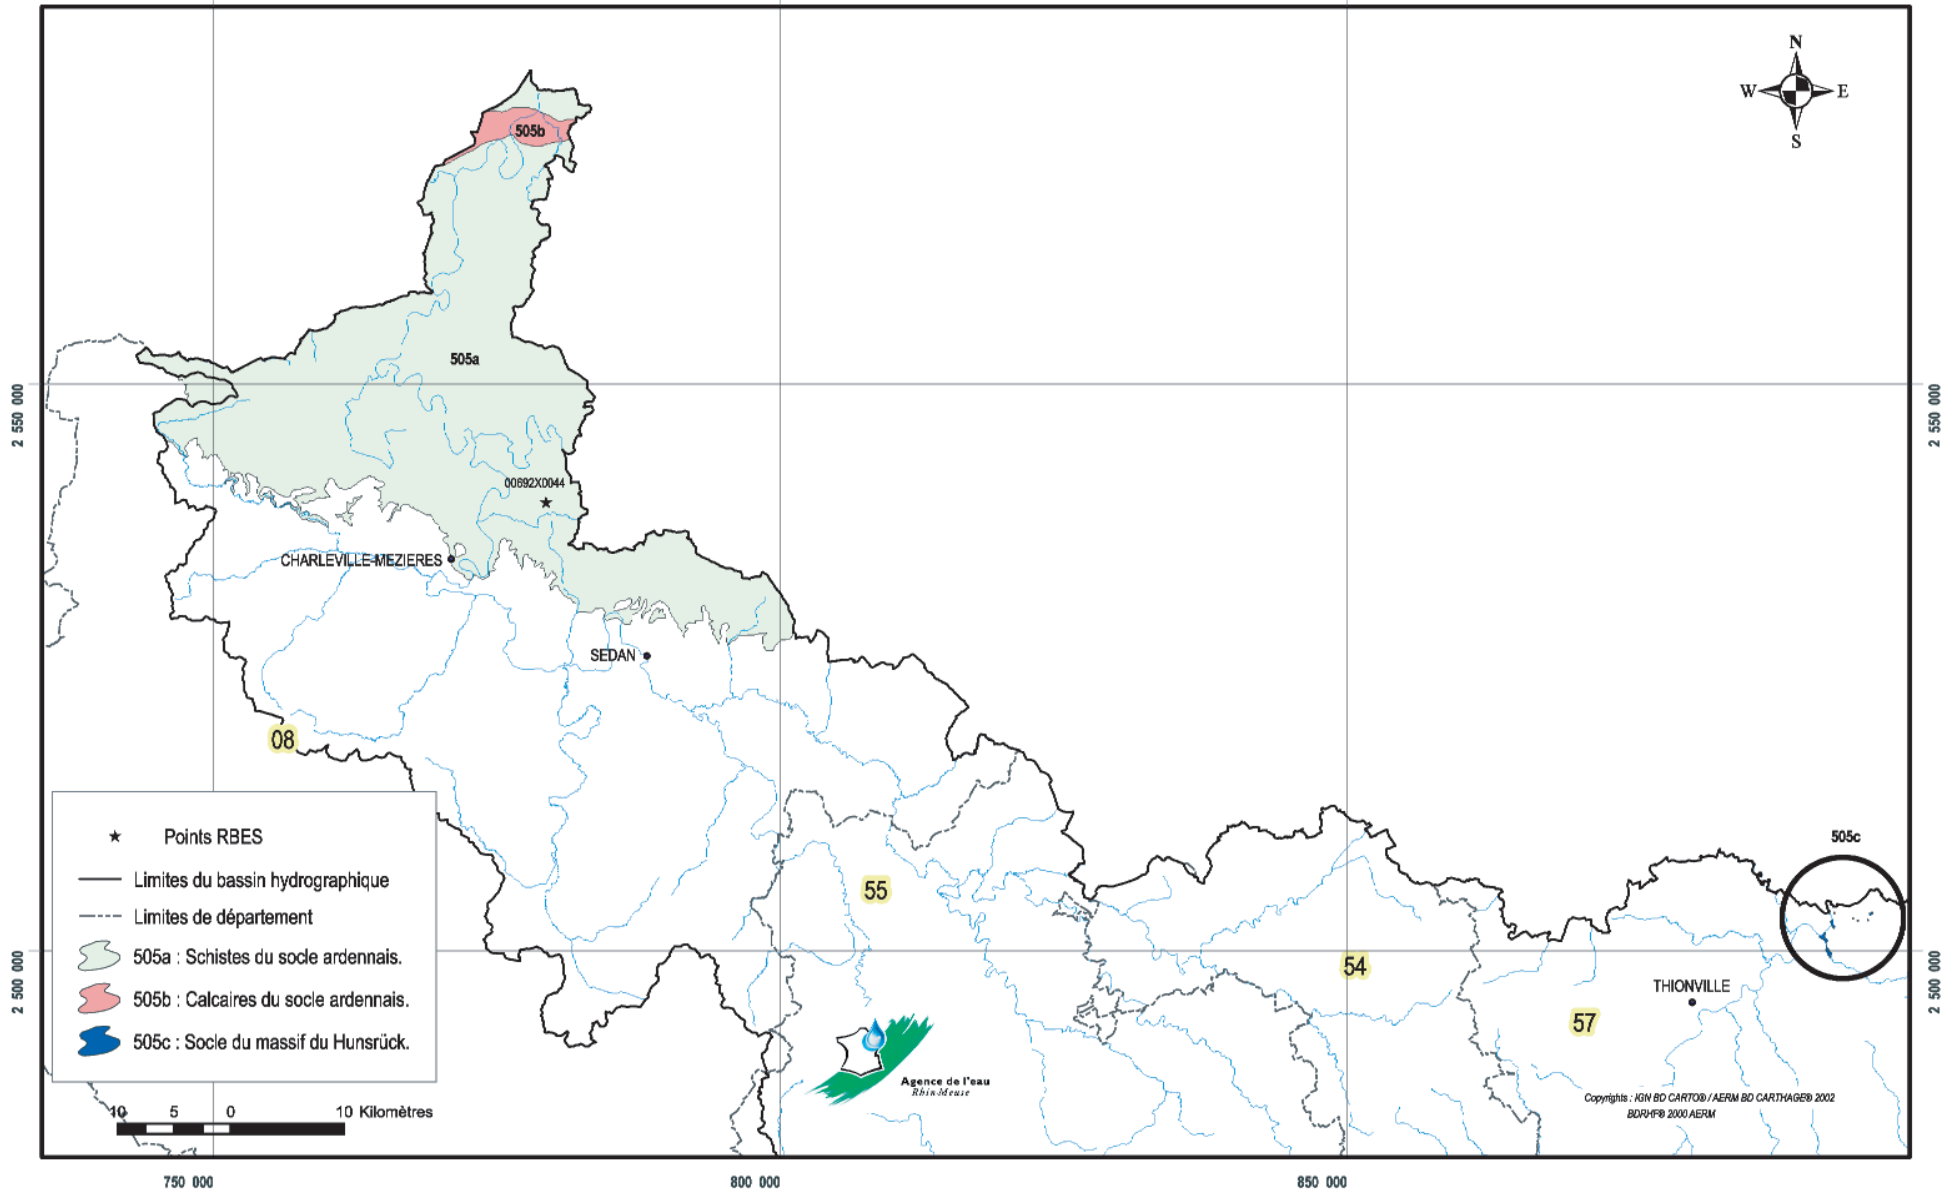 N
W E
S
505b
505a
2 550 000
2 550 000
00692X0044
CHARLEVILLE-MEZIERES
SEDAN
08
Points RBES
Limites du bassin hydrographique
Limites de département
505a : Schistes du socle ardennais.
505b : Calcaires du socle ardennais.
505c : Socle du massif du Hunsrück.
505c
55
54
57
THIONVILLE
2 500 000
2 500 000
Agence de l'eau
Rhin-Meuse
Copyrights : IGN BD CARTO® / AERM BD CARTHAGE® 2002
BDRHF® 2000 AERM
10 5 0 10 Kilomètres
750 000 800 000 850 000